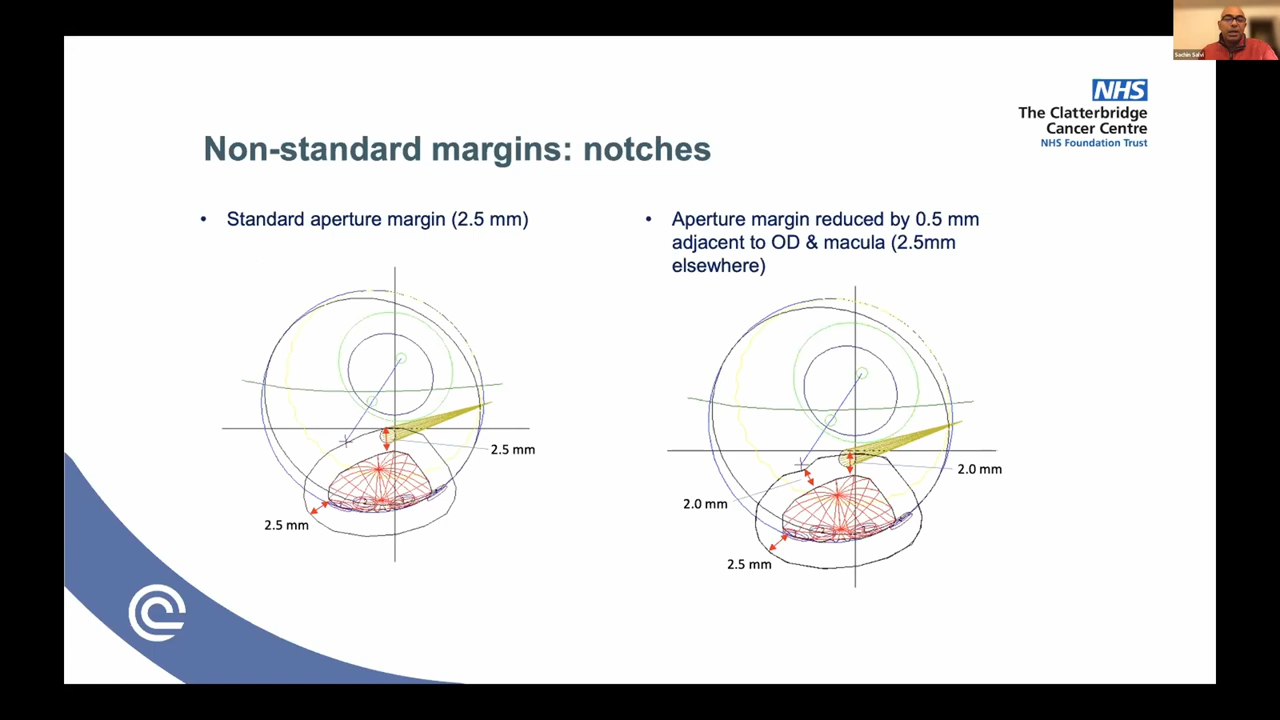 Sachin Salvi
NHS
The Clatterbridge
Cancer Centre
NHS Foundation Trust
Non-standard margins: notches
• Standard aperture margin (2.5 mm)
2.5 mm
2.5 mm
• Aperture margin reduced by 0.5 mm
adjacent to OD & macula (2.5mm
elsewhere)
2.0 mm
2.0 mm
2.5 mm